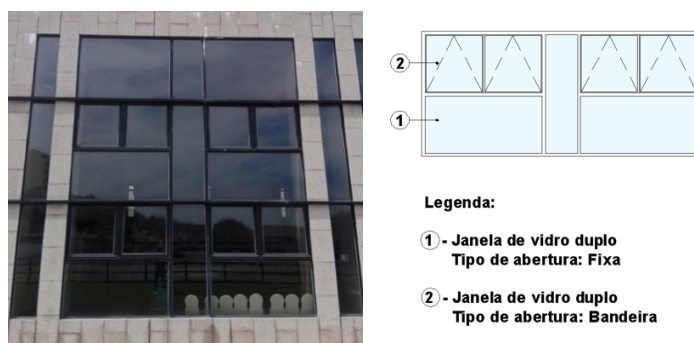 2
1
Legenda:
1 - Janela de vidro duplo
Tipo de abertura: Fixa
2 - Janela de vidro duplo
Tipo de abertura: Bandeira